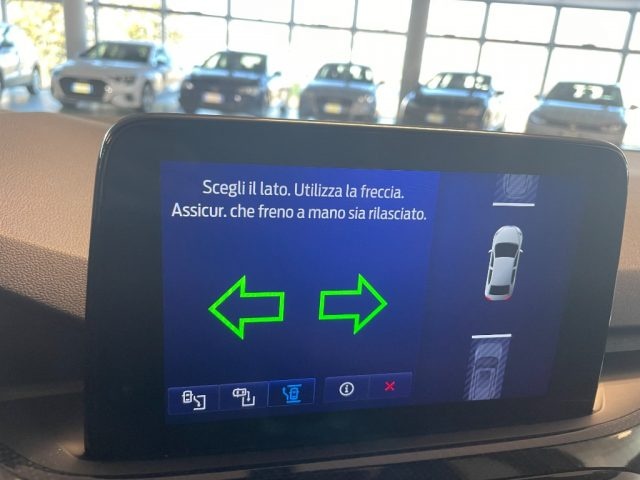 Scegli il lato. Utilizza la freccia.
Assicur. che freno a mano sia rilasciato.